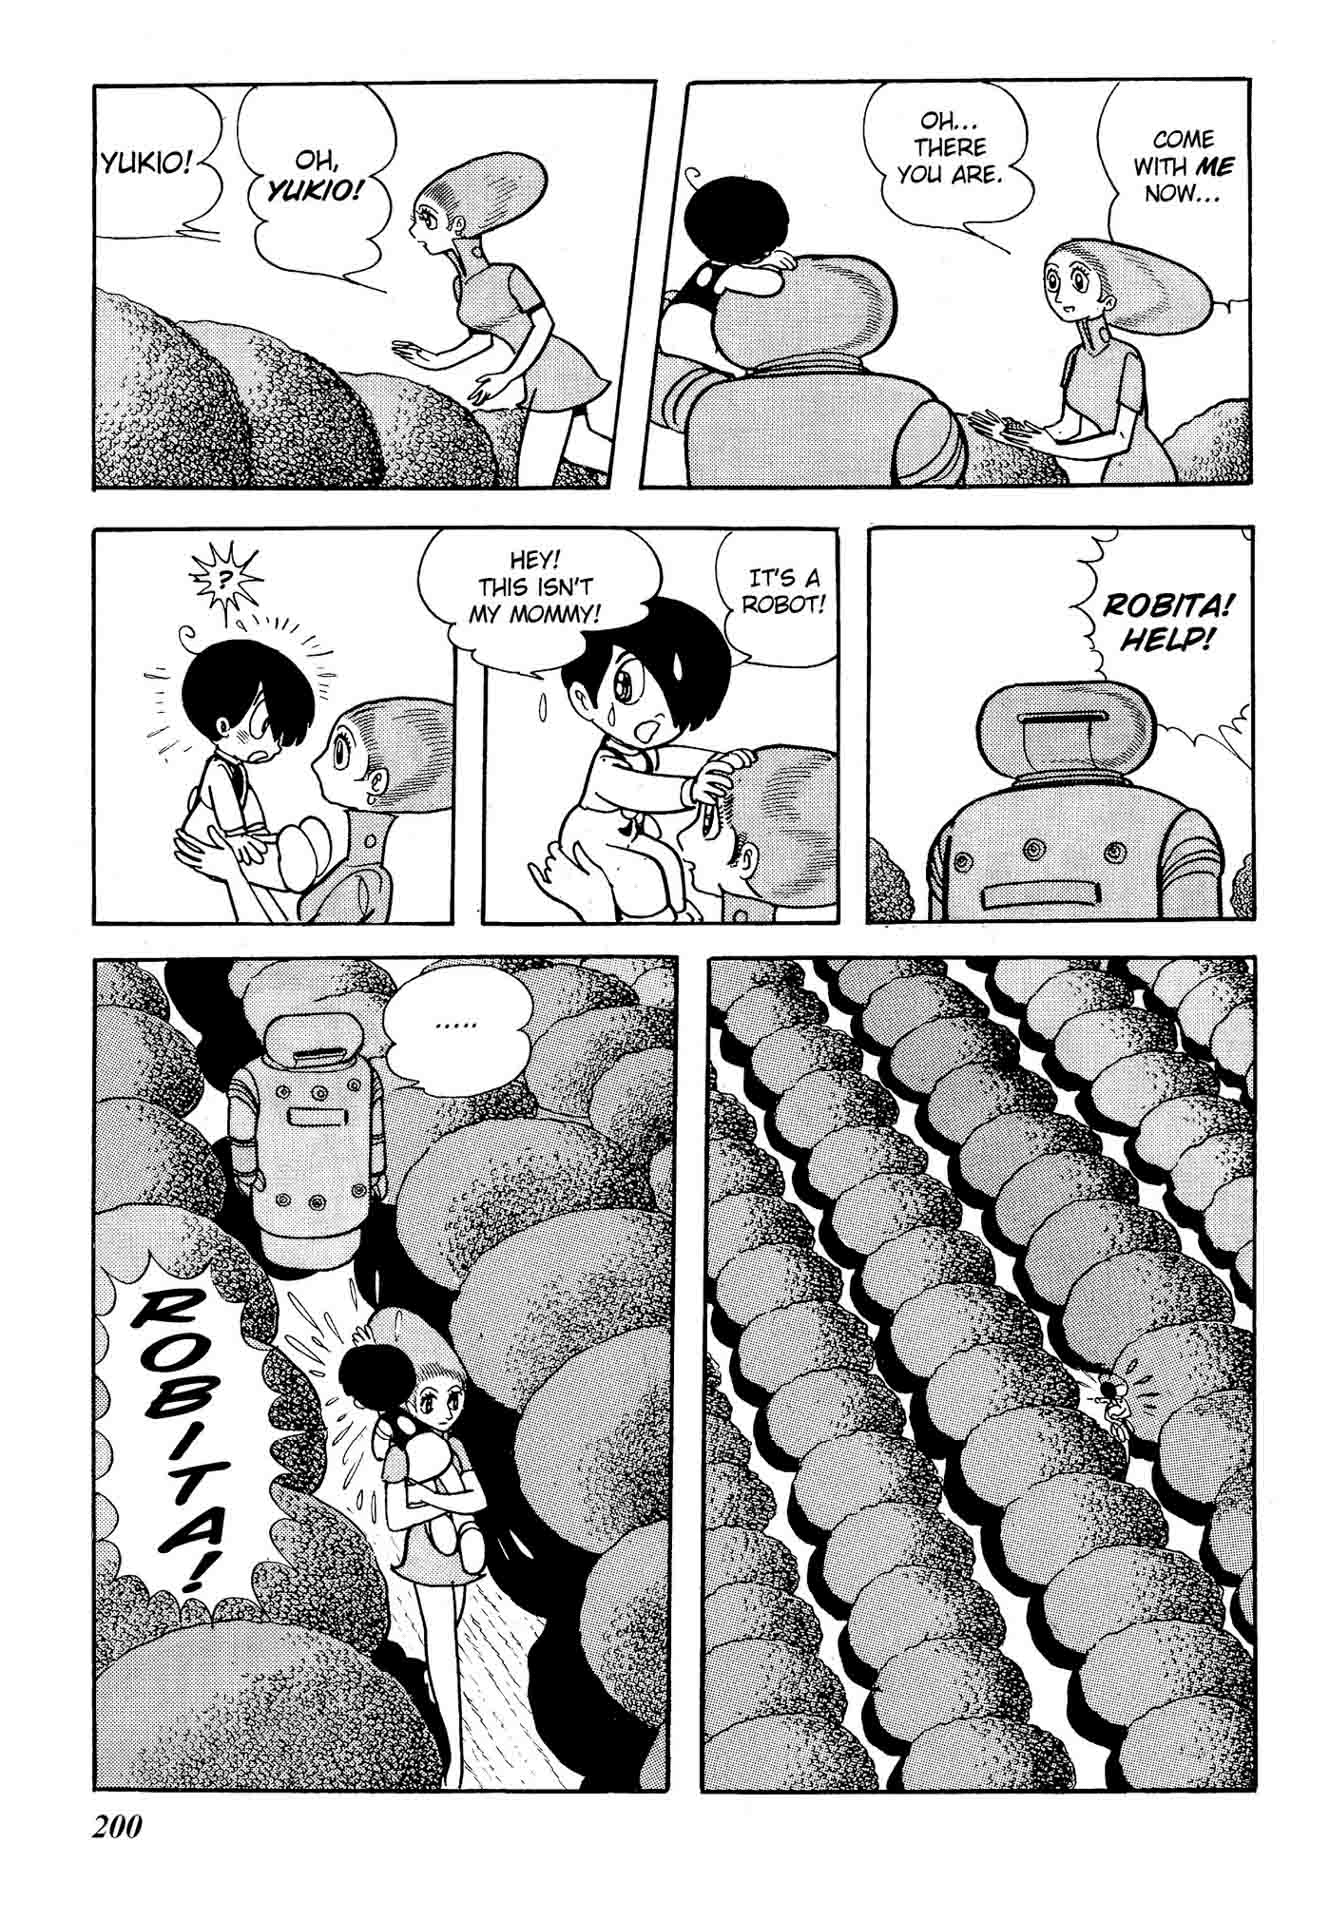 YUKIO!
OH,
YUKIO!
OH...
THERE
YOU ARE.
COME
WITH ME
NOW...
?
HEY!
THIS ISN'T
MY MOMMY!
IT'S A
ROBOT!
ROBITA!
HELP!
.....
ROBITA!
200